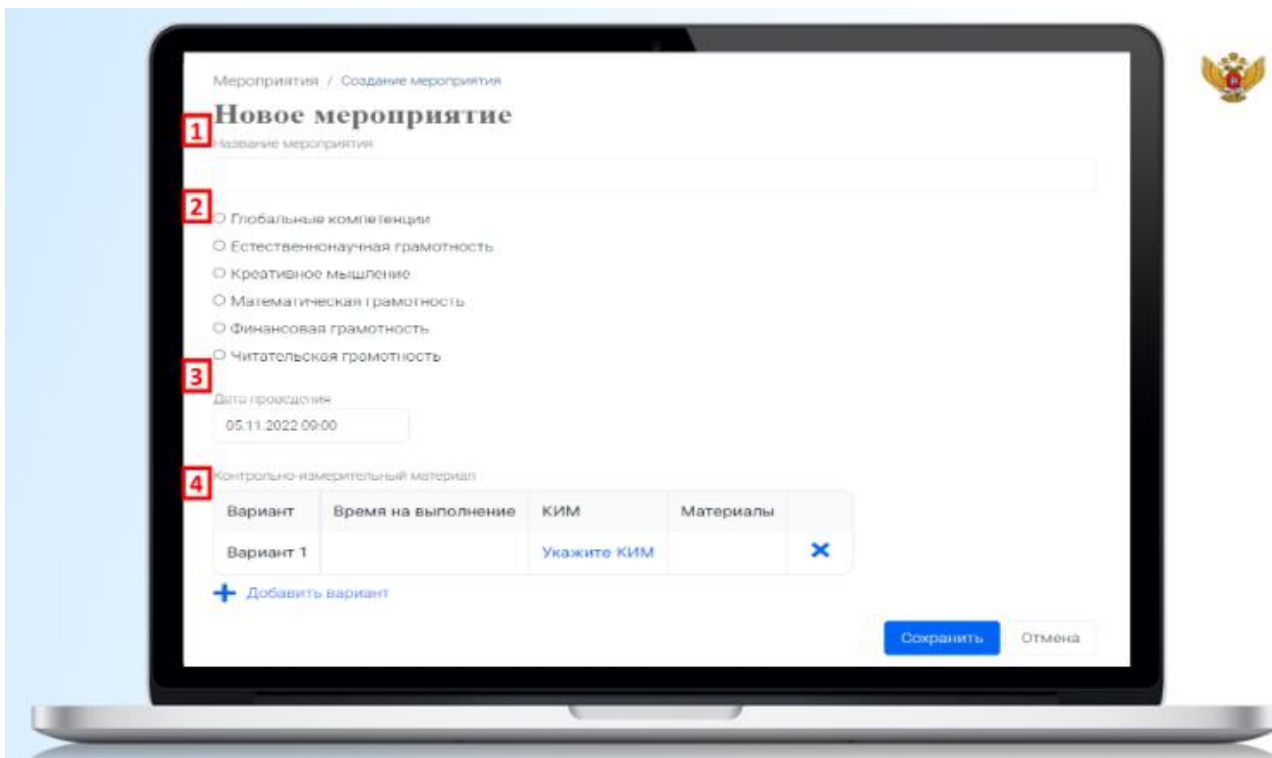 Мероприятия / Создание мероприятия
Новое мероприятие
1
Название мероприятия
2
Глобальные компетенции
Естественнонаучная грамотность
Креативное мышление
Математическая грамотность
Финансовая грамотность
Читательская грамотность
3
Дата проведения
05.11.2022 09:00
4
Контрольно-измерительный материал
Вариант Время на выполнение КИМ Материалы
Вариант 1 Укажите КИМ
Добавить вариант
Сохранить Отмена